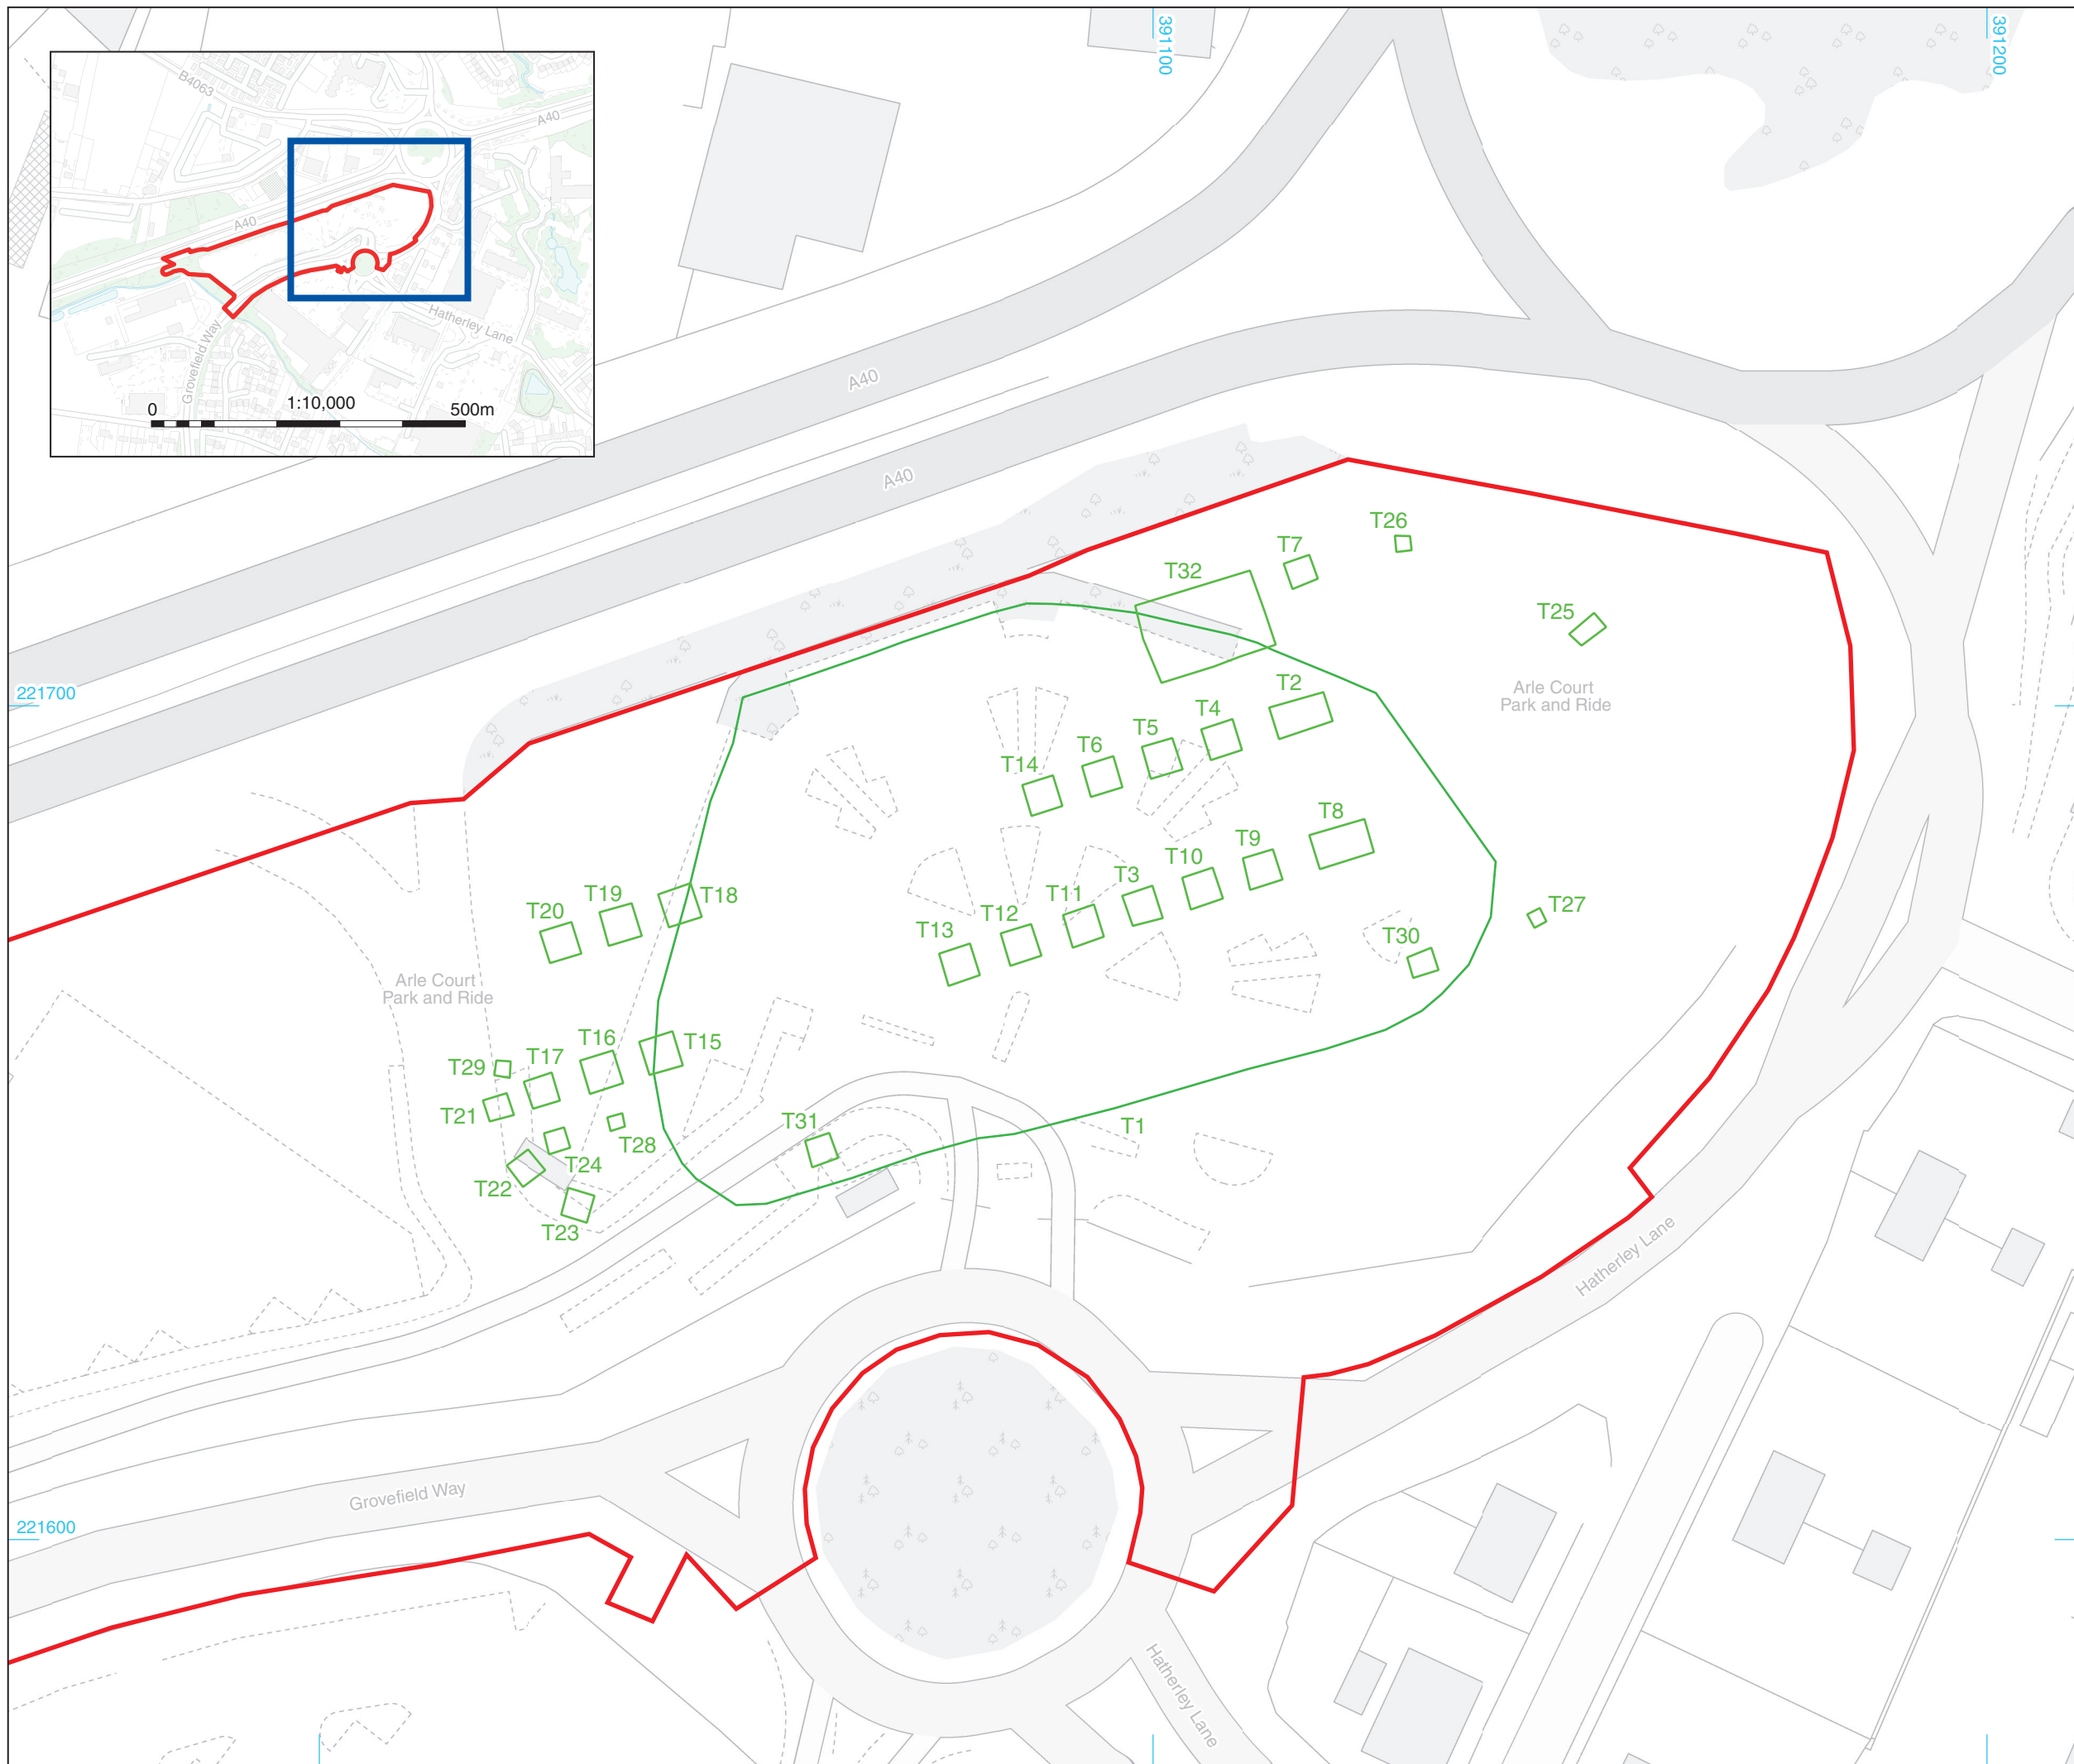 B4063
A40
A40
Hatherley Lane
Grovefield Way
0
1:10,000
500m
391100
391200
A40
A40
T26
T7
T32
T25
221700
T2
Arle Court
Park and Ride
T4
T5
T6
T14
T8
T9
T10
T3
T11
T12
T13
T18
T19
T20
T27
T30
Arle Court
Park and Ride
T16
T15
T17
T29
T21
T31
T1
T28
T24
T22
T23
Hatherley Lane
Grovefield Way
221600
Hatherley Lane